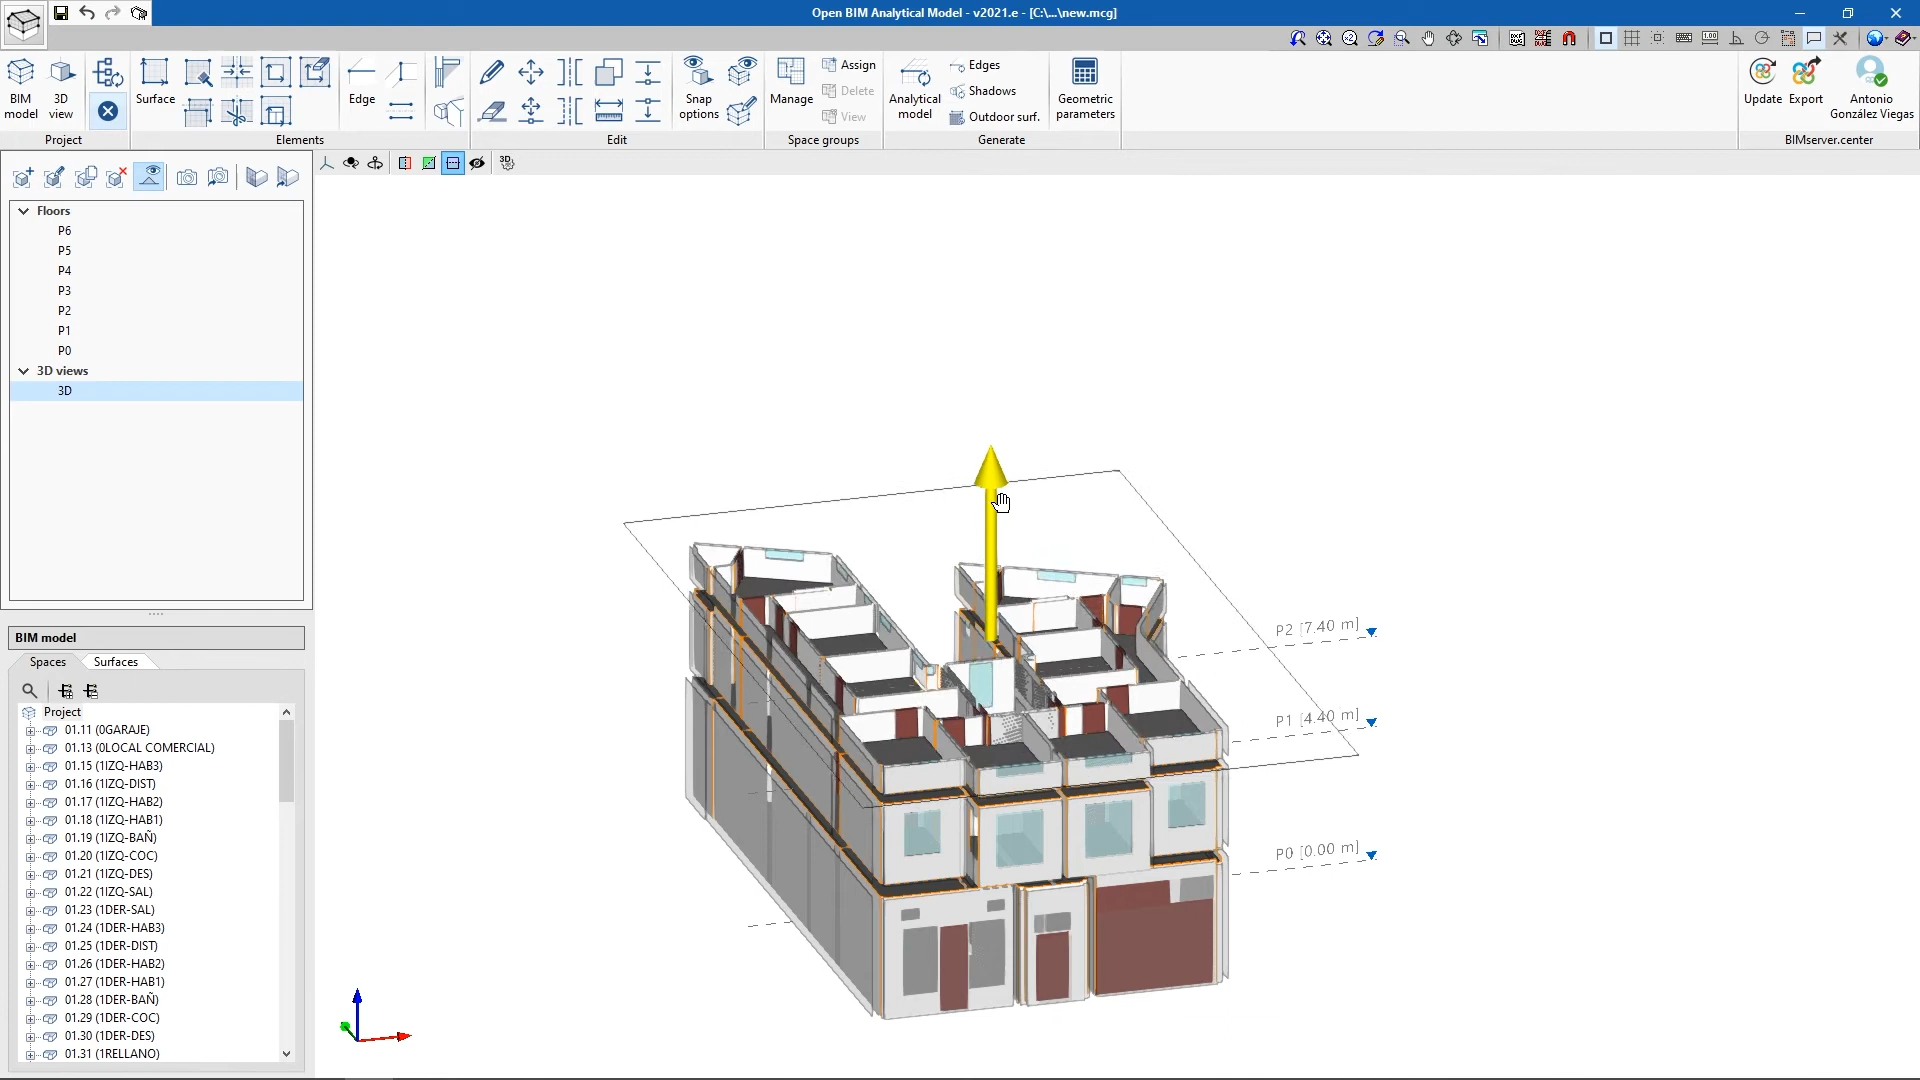 Open BIM Analytical Model - v2021.e - [C:\...\new.mcg]
BIM model
3D view
Project
Surface
Edge
Elements
Edit
Snap options
Manage
Assign
Delete
View
Space groups
Analytical model
Edges
Shadows
Outdoor surf.
Generate
Geometric parameters
Update
Export
Antonio González Viegas
BIMserver.center
3D
Floors
P6
P5
P4
P3
P2
P1
P0
3D views
3D
BIM model
Spaces
Surfaces
Project
01.11 (0GARAJE)
01.13 (0LOCAL COMERCIAL)
01.15 (1IZQ-HAB3)
01.16 (1IZQ-DIST)
01.17 (1IZQ-HAB2)
01.18 (1IZQ-HAB1)
01.19 (1IZQ-BAÑ)
01.20 (1IZQ-COC)
01.21 (1IZQ-DES)
01.22 (1IZQ-SAL)
01.23 (1DER-SAL)
01.24 (1DER-HAB3)
01.25 (1DER-DIST)
01.26 (1DER-HAB2)
01.27 (1DER-HAB1)
01.28 (1DER-BAÑ)
01.29 (1DER-COC)
01.30 (1DER-DES)
01.31 (1RELLANO)
P2 [7.40 m]
P1 [4.40 m]
P0 [0.00 m]